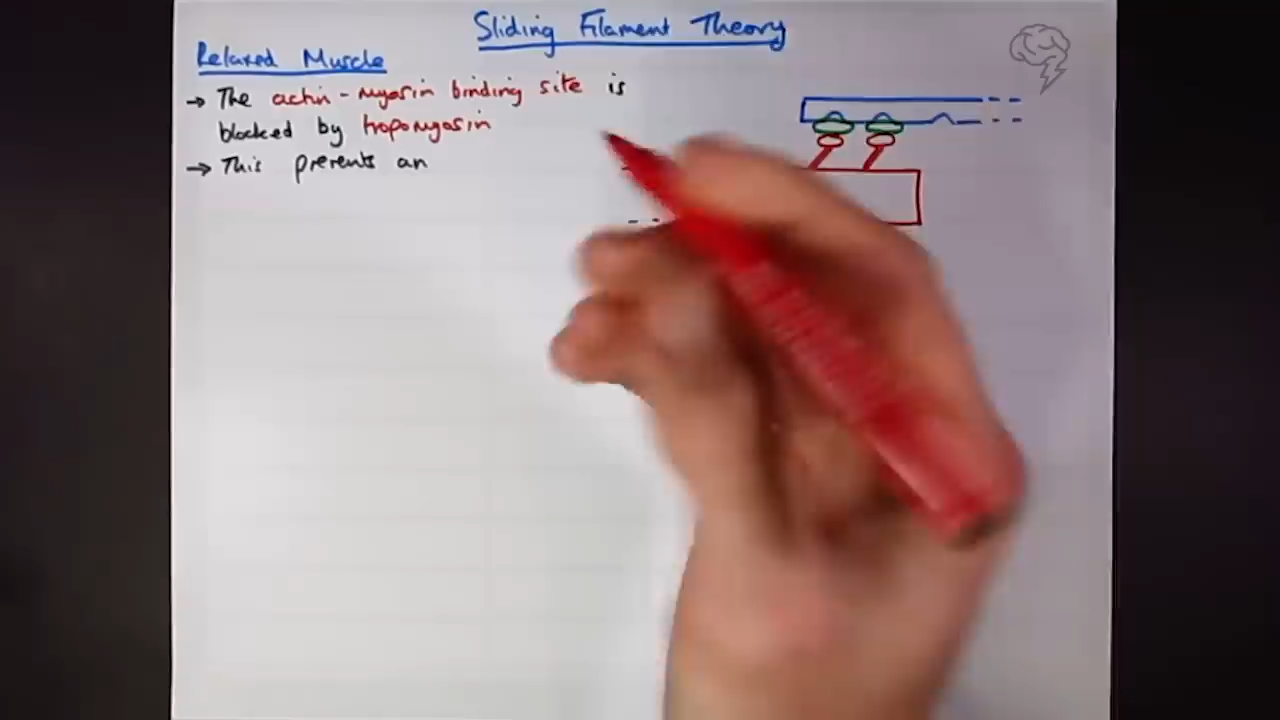 Sliding Filament Theory
Relaxed Muscle
→ The actin-myosin binding site is
blocked by tropomyosin
→ This prevents an